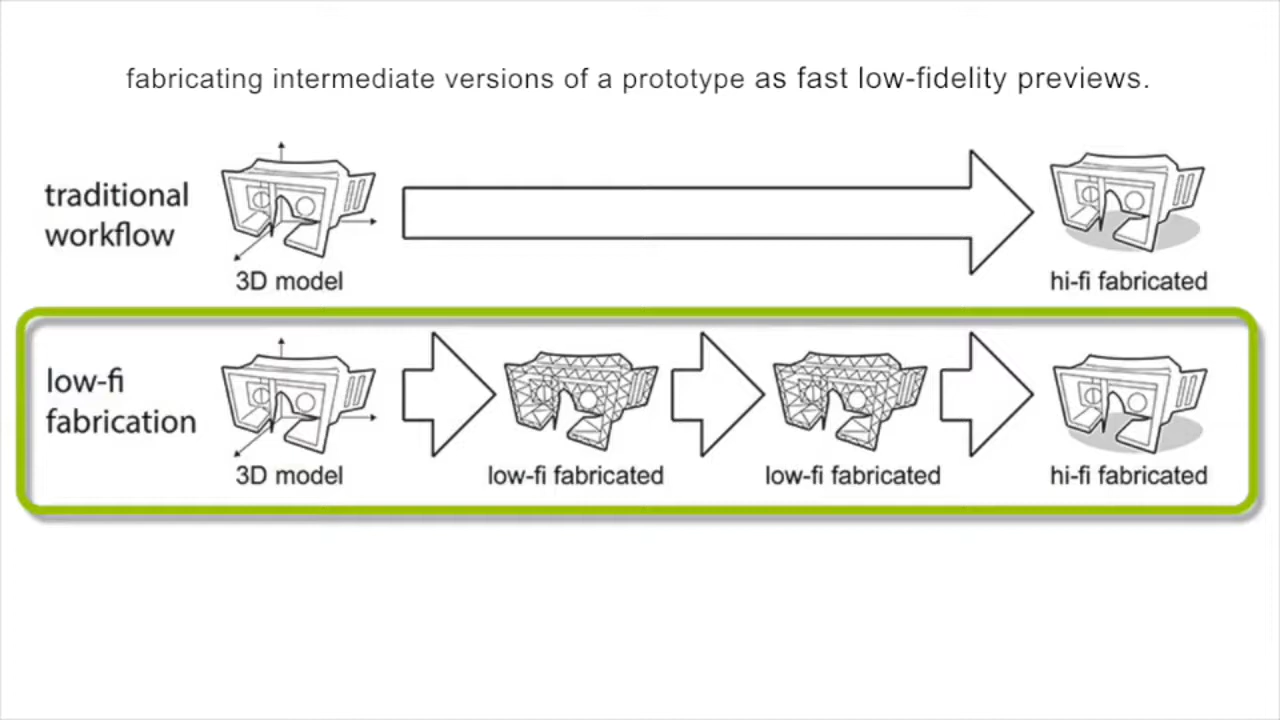 fabricating intermediate versions of a prototype as fast low-fidelity previews.
traditional
workflow
3D model
hi-fi fabricated
low-fi
fabrication
3D model
low-fi fabricated
low-fi fabricated
hi-fi fabricated